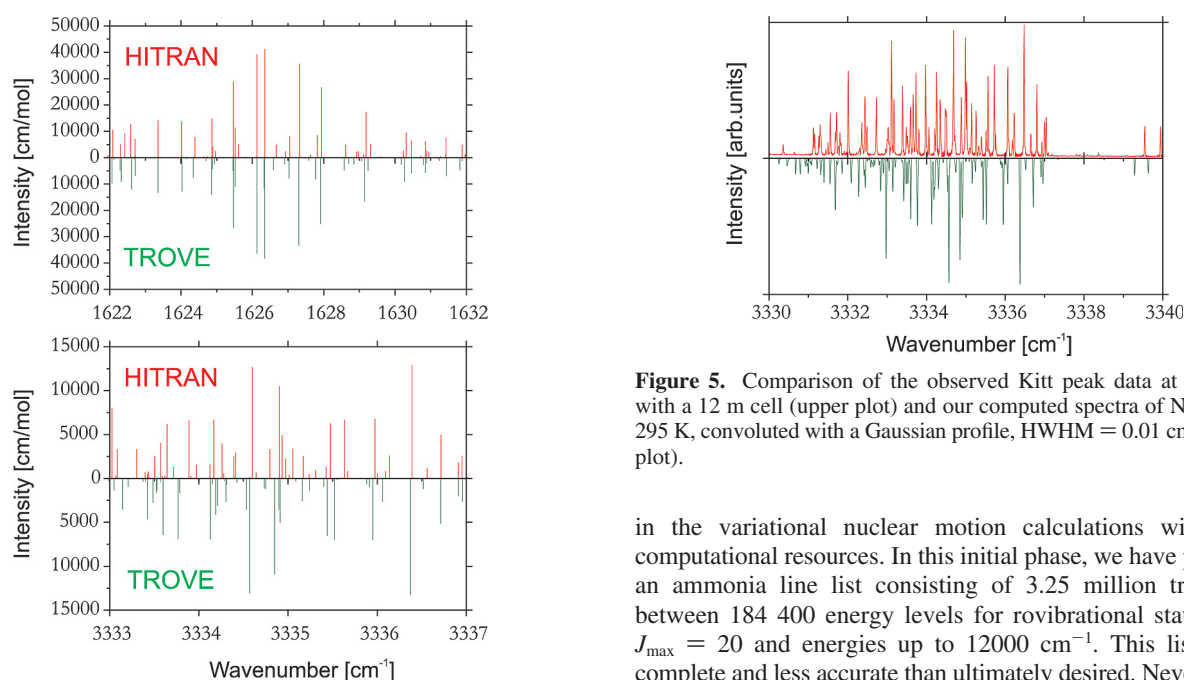 50000
40000
30000
20000
10000
0
10000
20000
30000
40000
50000
Intensity [cm/mol]
HITRAN
TROVE
1622 1624 1626 1628 1630 1632
15000
10000
5000
0
5000
10000
15000
Intensity [cm/mol]
HITRAN
TROVE
3333 3334 3335 3336 3337
Wavenumber [cm⁻¹]
Intensity [arb.units]
3330 3332 3334 3336 3338 3340
Wavenumber [cm⁻¹]
Figure 5. Comparison of the observed Kitt peak data at
with a 12 m cell (upper plot) and our computed spectra of N
295 K, convoluted with a Gaussian profile, HWHM = 0.01 cm
plot).
in the variational nuclear motion calculations wi
computational resources. In this initial phase, we have p
an ammonia line list consisting of 3.25 million tr
between 184 400 energy levels for rovibrational stat
Jmax = 20 and energies up to 12000 cm⁻¹. This lis
complete and less accurate than ultimately desired. Neve